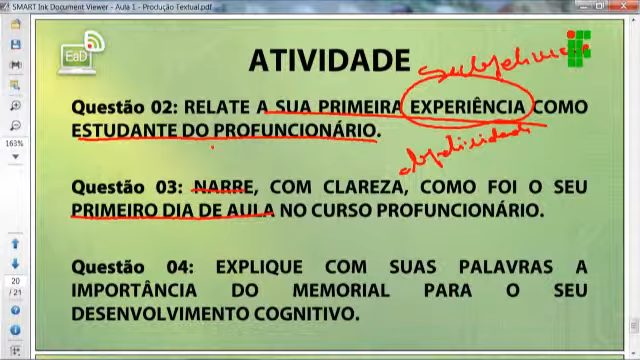 SMART Ink Document Viewer - Aula 1 - Produção Textual.pdf
EaD
ATIVIDADE
subjetividade
Questão 02: RELATE A SUA PRIMEIRA EXPERIÊNCIA COMO
ESTUDANTE DO PROFUNCIONÁRIO.
objetividade
163%
Questão 03: NARRE, COM CLAREZA, COMO FOI O SEU
PRIMEIRO DIA DE AULA NO CURSO PROFUNCIONÁRIO.
Questão 04: EXPLIQUE COM SUAS PALAVRAS A
IMPORTÂNCIA DO MEMORIAL PARA O SEU
DESENVOLVIMENTO COGNITIVO.
20
/ 21